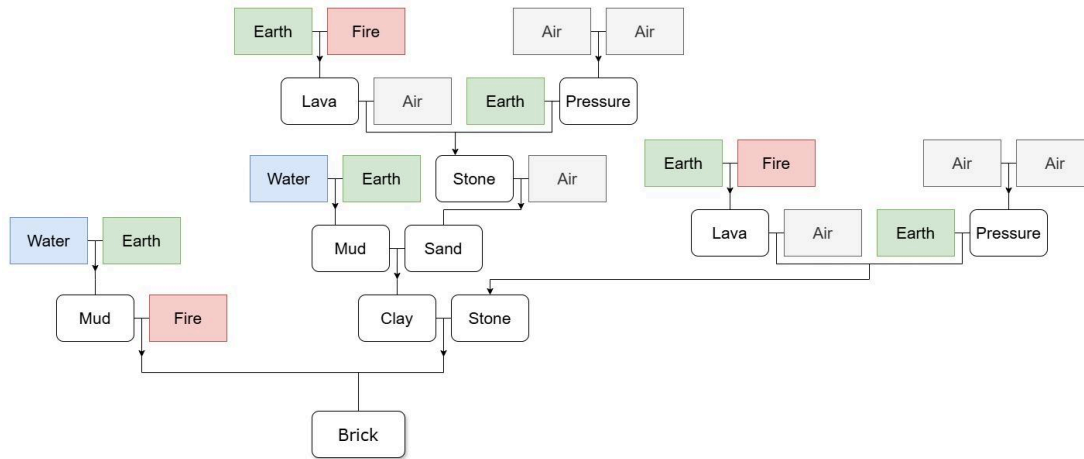 Earth Fire Air Air
Lava Air Earth Pressure
Water Earth Stone Air Earth Fire Air Air
Water Earth Mud Sand Lava Air Earth Pressure
Mud Fire Clay Stone
Brick